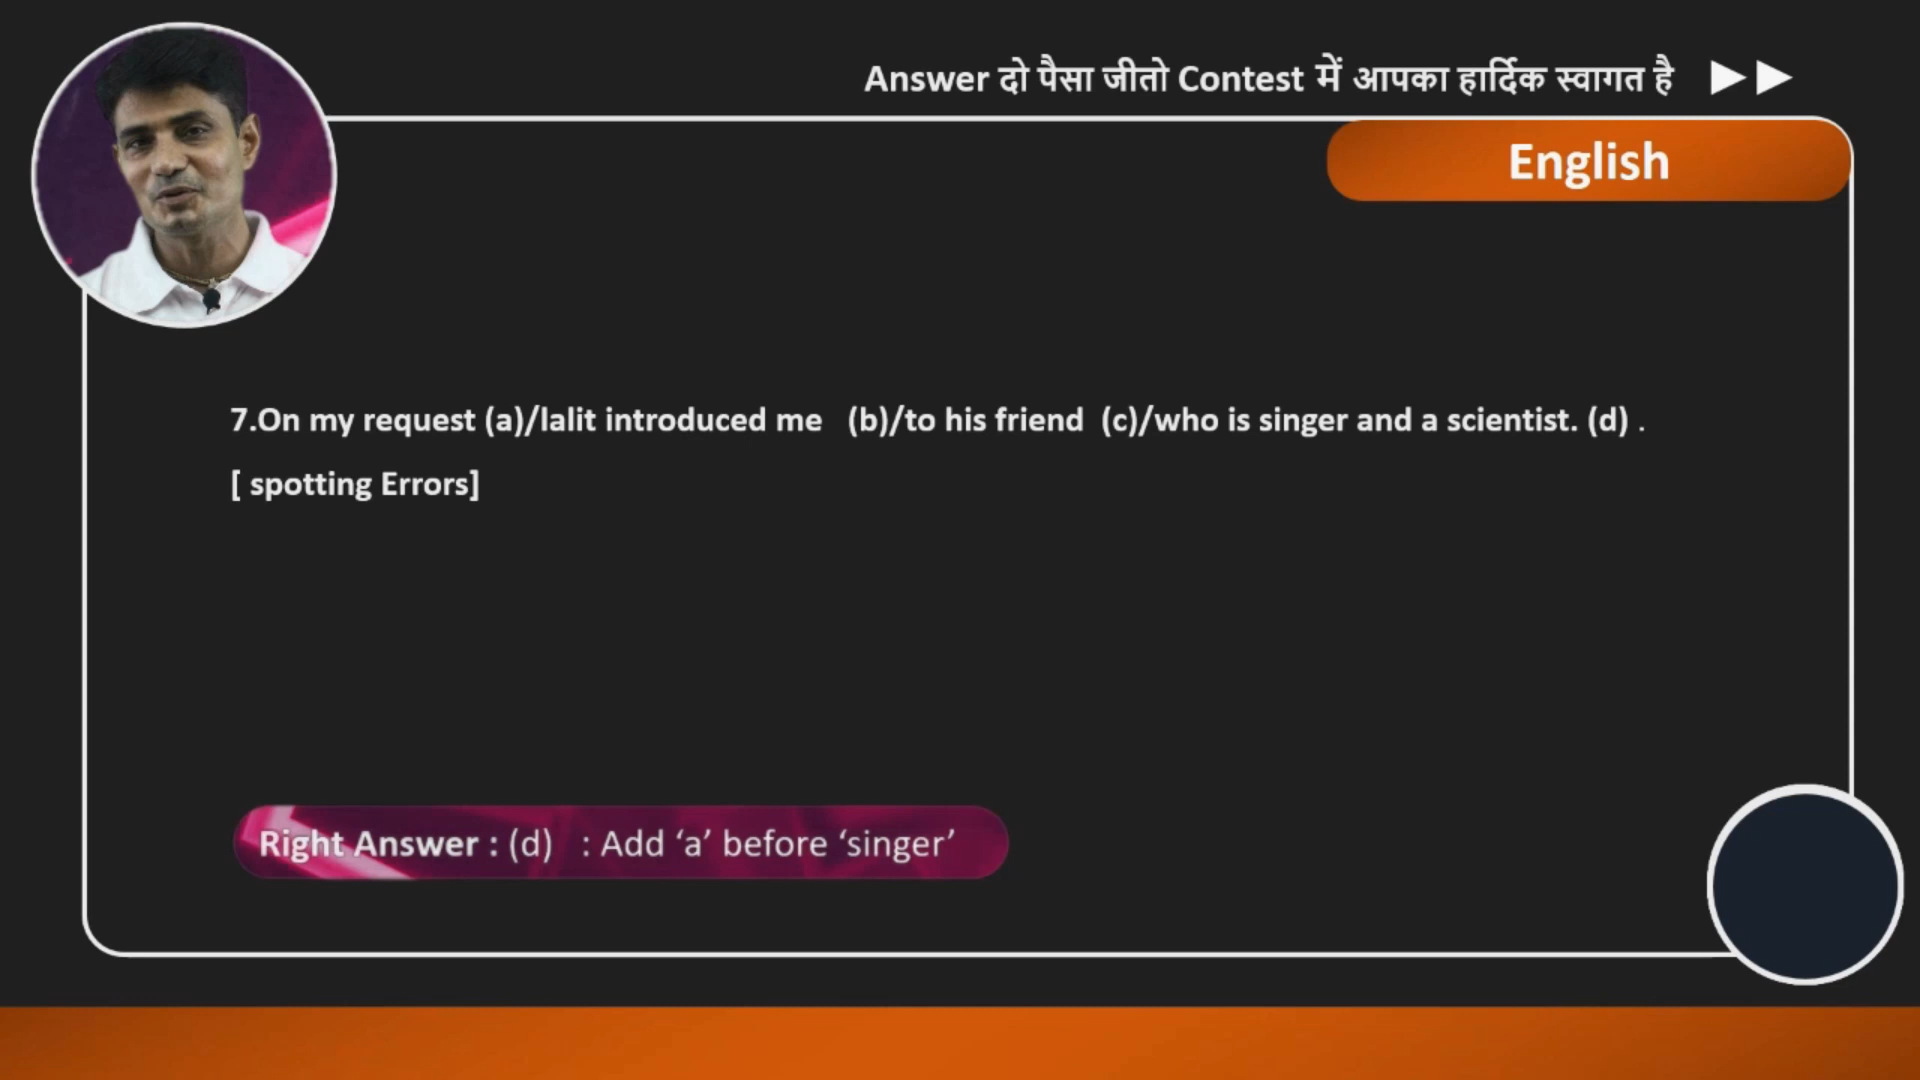 Answer दो पैसा जीतो Contest में आपका हार्दिक स्वागत है
English
7.On my request (a)/lalit introduced me (b)/to his friend (c)/who is singer and a scientist. (d) .
[ spotting Errors]
Right Answer : (d) : Add ‘a’ before ‘singer’